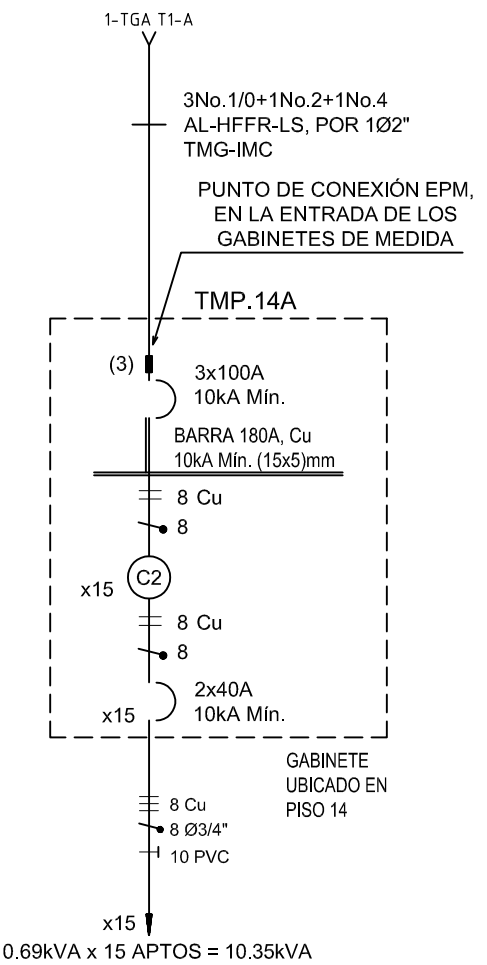 1-TGA T1-A
3No.1/0+1No.2+1No.4
AL-HFFR-LS, POR 1Ø2"
TMG-IMC
PUNTO DE CONEXIÓN EPM,
EN LA ENTRADA DE LOS
GABINETES DE MEDIDA
TMP.14A
(3)
3x100A
10kA Mín.
BARRA 180A, Cu
10kA Mín. (15x5)mm
8 Cu
8
C2
x15
8 Cu
8
2x40A
x15
10kA Mín.
GABINETE
UBICADO EN
PISO 14
8 Cu
8 Ø3/4"
10 PVC
x15
0.69kVA x 15 APTOS = 10.35kVA